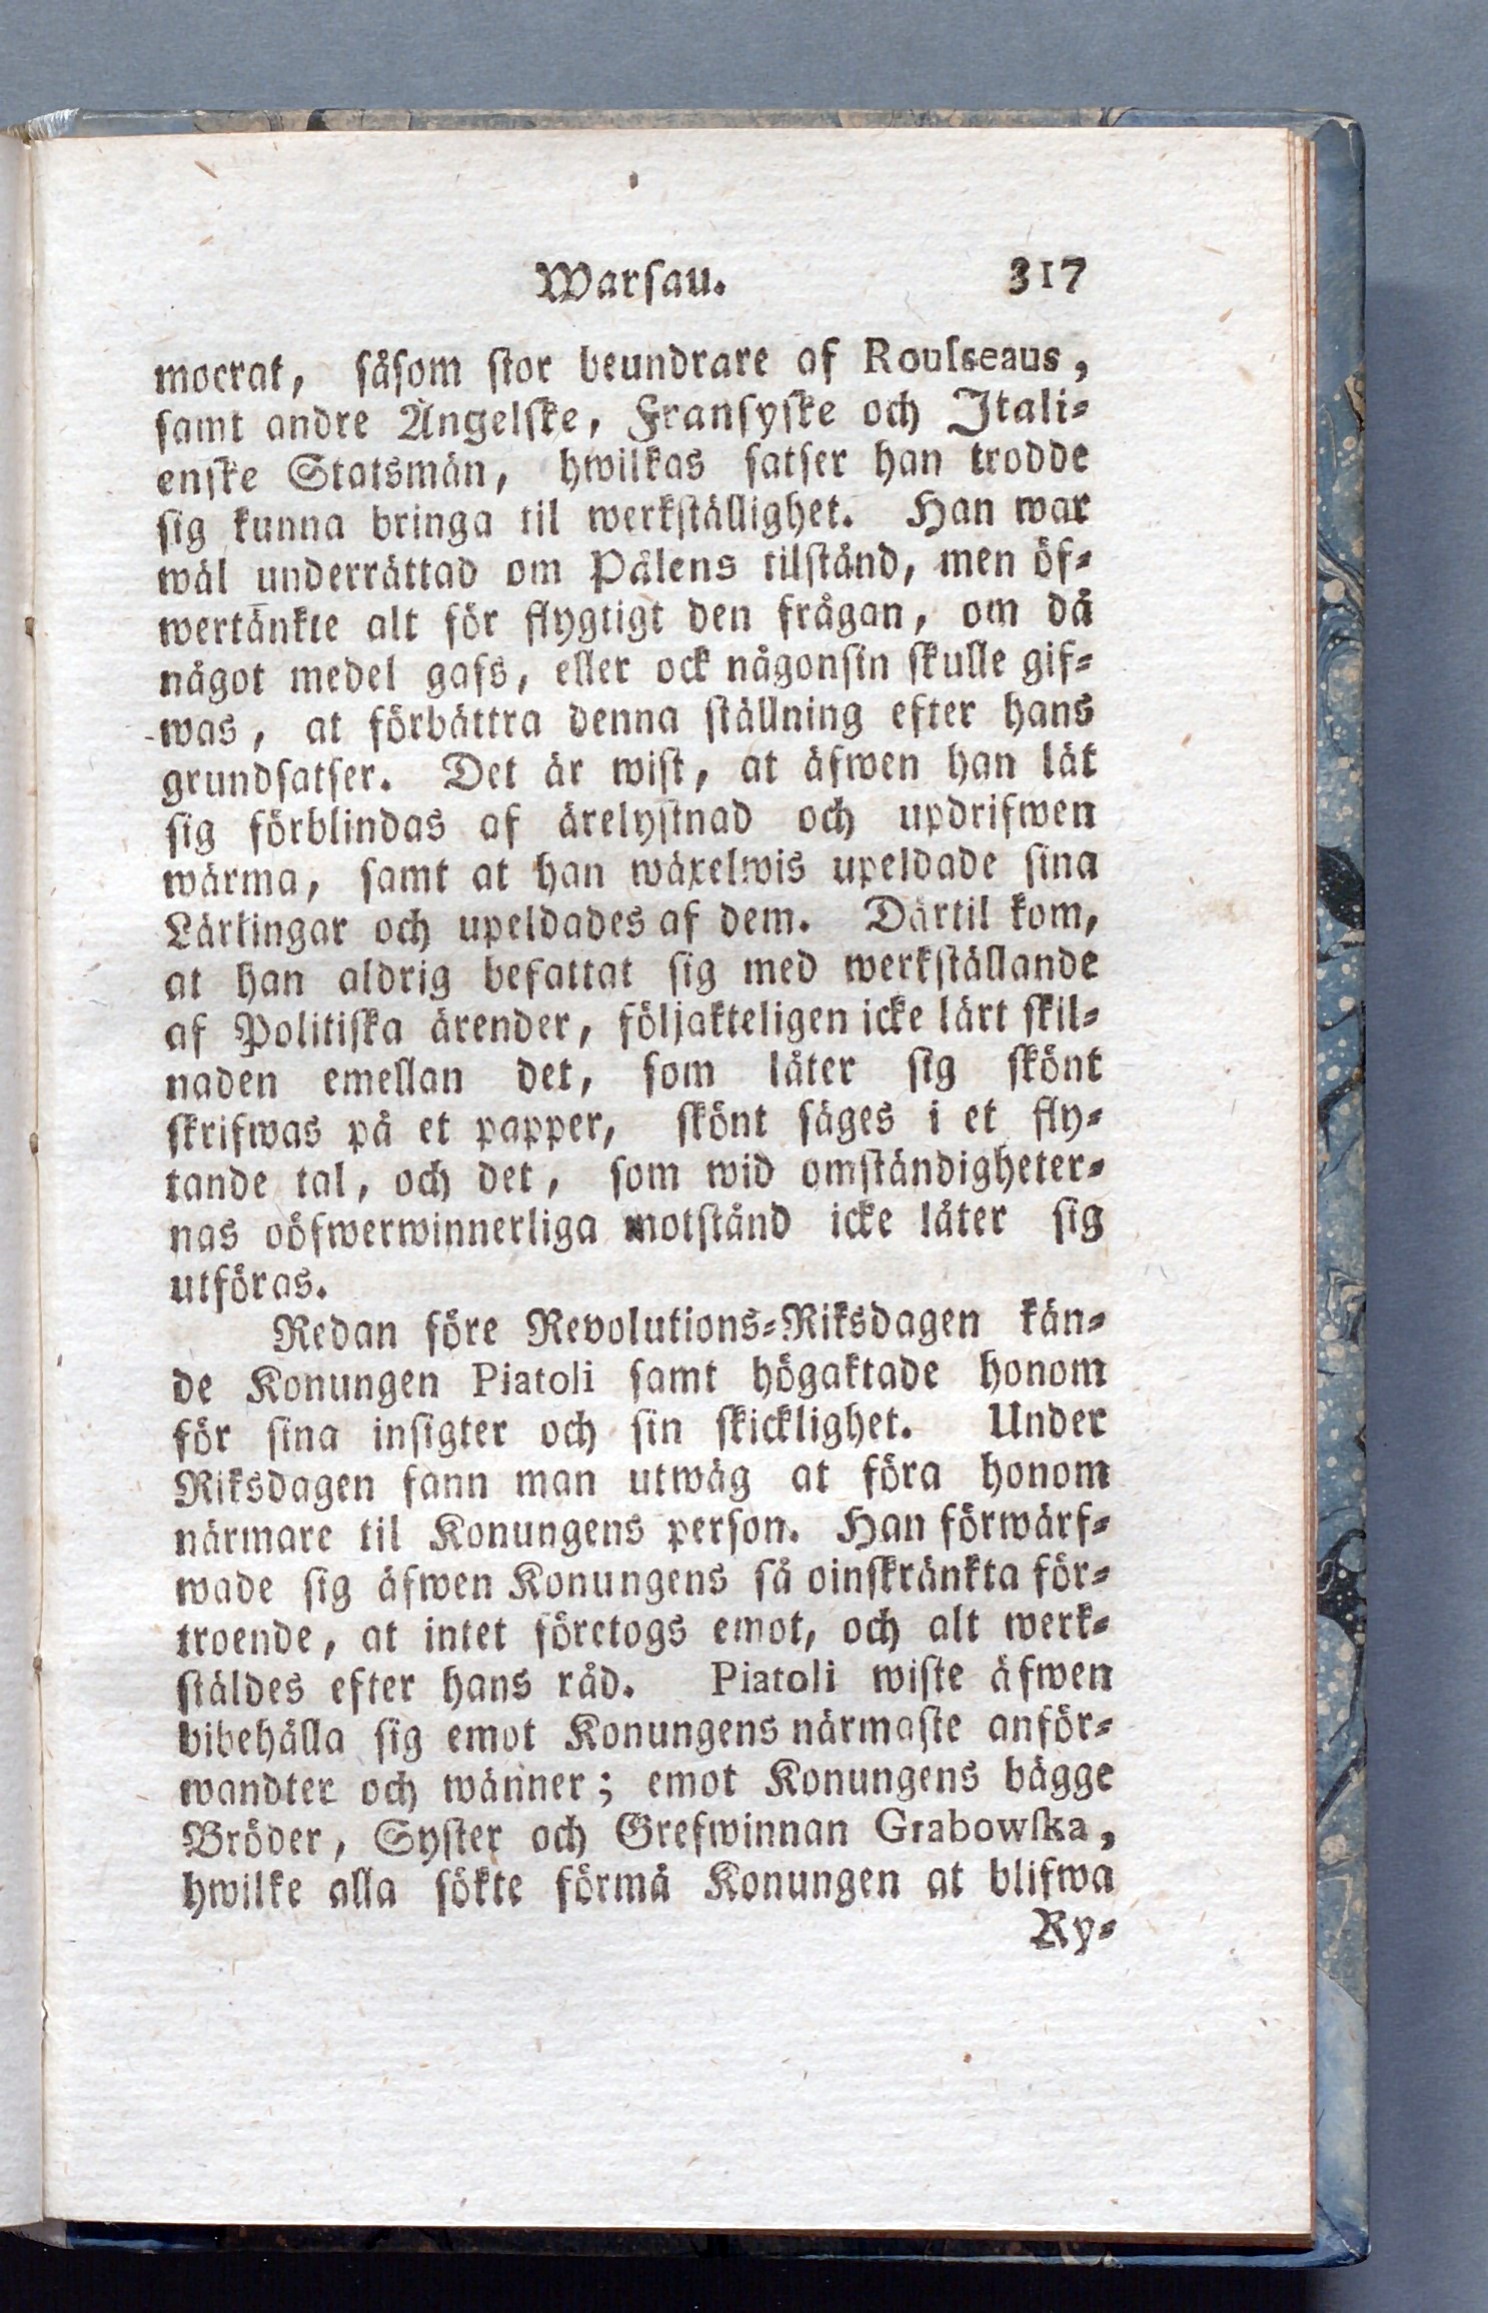 Warsau. 317
mocrat, såsom stor beundrare af Rousseaus,
samt andre Ängelske, Fransyske och Itali-
enske Statsmän, hwilkas satser han trodde
sig kunna bringa til werkställighet. Han war
wäl underrättad om Pålens tilstånd, men öf-
wertänkte alt för flygtigt den frågan, om då
något medel gafs, eller ock någonsin skulle gif-
was, at förbättra denna ställning efter hans
grundsatser. Det är wist, at äfwen han lät
sig förblindas af ärelystnad och updrifwen
wärma, samt at han wäxelwis upeldade sina
Lärlingar och upeldades af dem. Därtil kom,
at han aldrig befattat sig med werkställande
af Politiska ärender, följakteligen icke lärt skil-
naden emellan det, som låter sig skönt
skrifwas på et papper, skönt säges i et fly-
tande tal, och det, som wid omständigheter-
nas oöfwerwinnerliga motstånd icke låter sig
utföras.
Redan före Revolutions-Riksdagen kän-
de Konungen Piatoli samt högaktade honom
för sina insigter och sin skicklighet. Under
Riksdagen fann man utwäg at föra honom
närmare til Konungens person. Han förwärf-
wade sig äfwen Konungens så oinskränkta för-
troende, at intet företogs emot, och alt werk-
stäldes efter hans råd. Piatoli wiste äfwen
bibehålla sig emot Konungens närmaste anför-
wandter och wänner; emot Konungens bägge
Bröder, Syster och Grefwinnan Grabowska,
hwilke alla sökte förmå Konungen at blifwa
Ry-